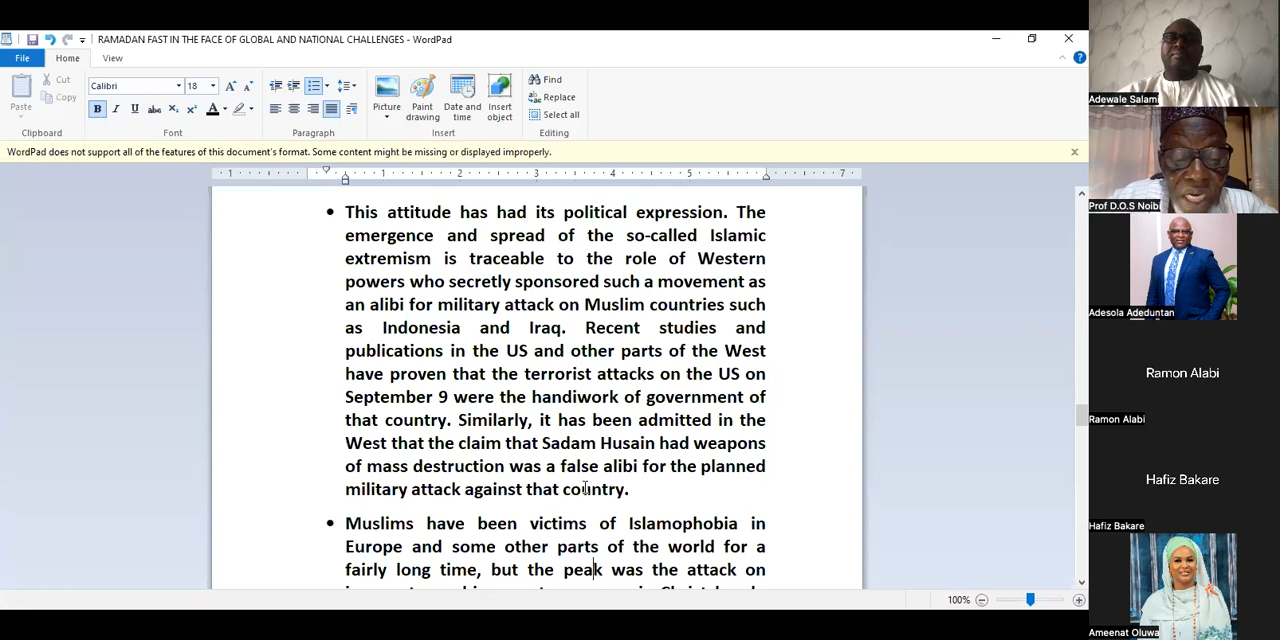 RAMADAN FAST IN THE FACE OF GLOBAL AND NATIONAL CHALLENGES - WordPad
File Home View
Paste Cut Copy Clipboard
Calibri 18 Font
Paragraph
Picture Paint drawing Date and time Insert object Insert
Find Replace Select all Editing
WordPad does not support all of the features of this document's format. Some content might be missing or displayed improperly.
1 1 2 3 4 5 7
• This attitude has had its political expression. The
emergence and spread of the so-called Islamic
extremism is traceable to the role of Western
powers who secretly sponsored such a movement as
an alibi for military attack on Muslim countries such
as Indonesia and Iraq. Recent studies and
publications in the US and other parts of the West
have proven that the terrorist attacks on the US on
September 9 were the handiwork of government of
that country. Similarly, it has been admitted in the
West that the claim that Sadam Husain had weapons
of mass destruction was a false alibi for the planned
military attack against that country.
• Muslims have been victims of Islamophobia in
Europe and some other parts of the world for a
fairly long time, but the peak was the attack on
100%
Adewale Salami
Prof D.O.S Noibi
Adesola Adeduntan
Ramon Alabi
Ramon Alabi
Hafiz Bakare
Hafiz Bakare
Ameenat Oluwa